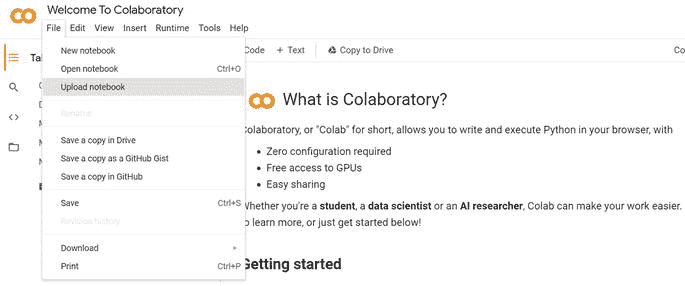 Welcome To Colaboratory
File Edit View Insert Runtime Tools Help
Code + Text Copy to Drive Co
Ta
New notebook
Open notebook Ctrl+O
Upload notebook
Rename
Save a copy in Drive
Save a copy as a GitHub Gist
Save a copy in GitHub
Save Ctrl+S
Revision history
Download
Print Ctrl+P
What is Colaboratory?
Colaboratory, or "Colab" for short, allows you to write and execute Python in your browser, with
• Zero configuration required
• Free access to GPUs
• Easy sharing
Whether you're a student, a data scientist or an AI researcher, Colab can make your work easier.
To learn more, or just get started below!
Getting started